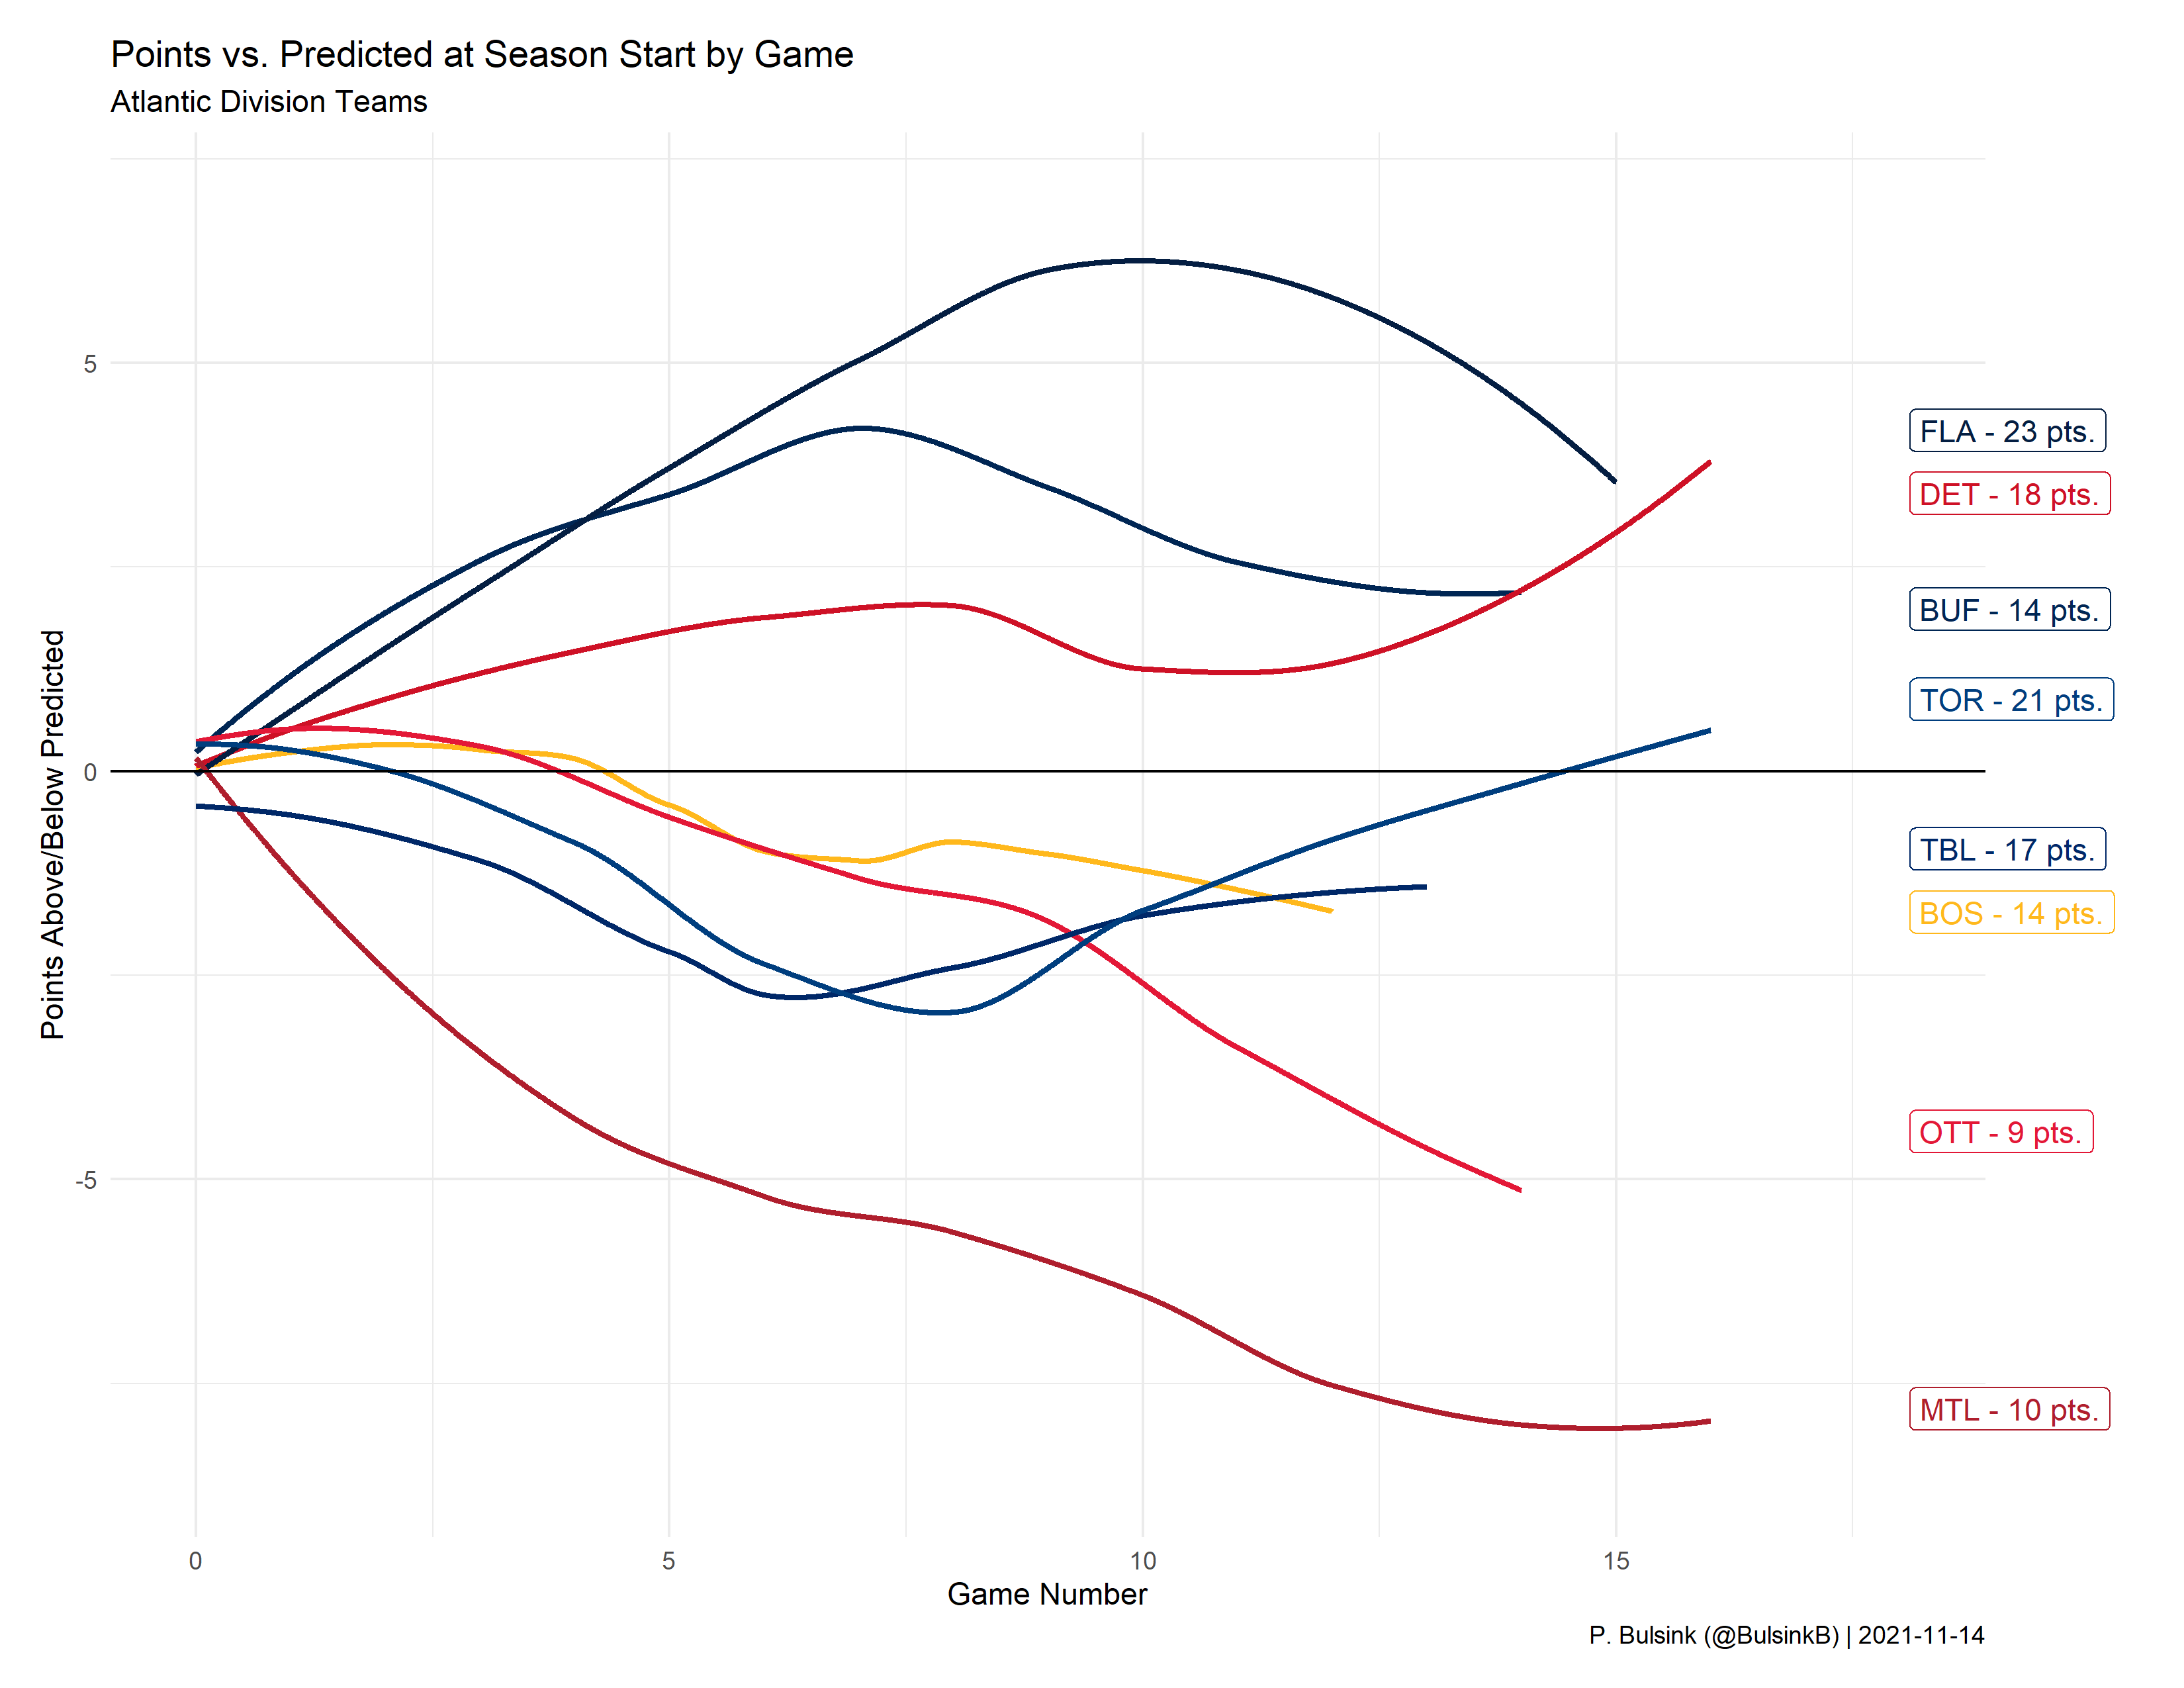 Points vs. Predicted at Season Start by Game
Atlantic Division Teams
Points Above/Below Predicted
5
0
-5
FLA - 23 pts.
DET - 18 pts.
BUF - 14 pts.
TOR - 21 pts.
TBL - 17 pts.
BOS - 14 pts.
OTT - 9 pts.
MTL - 10 pts.
0 5 10 15
Game Number
P. Bulsink (@BulsinkB) | 2021-11-14